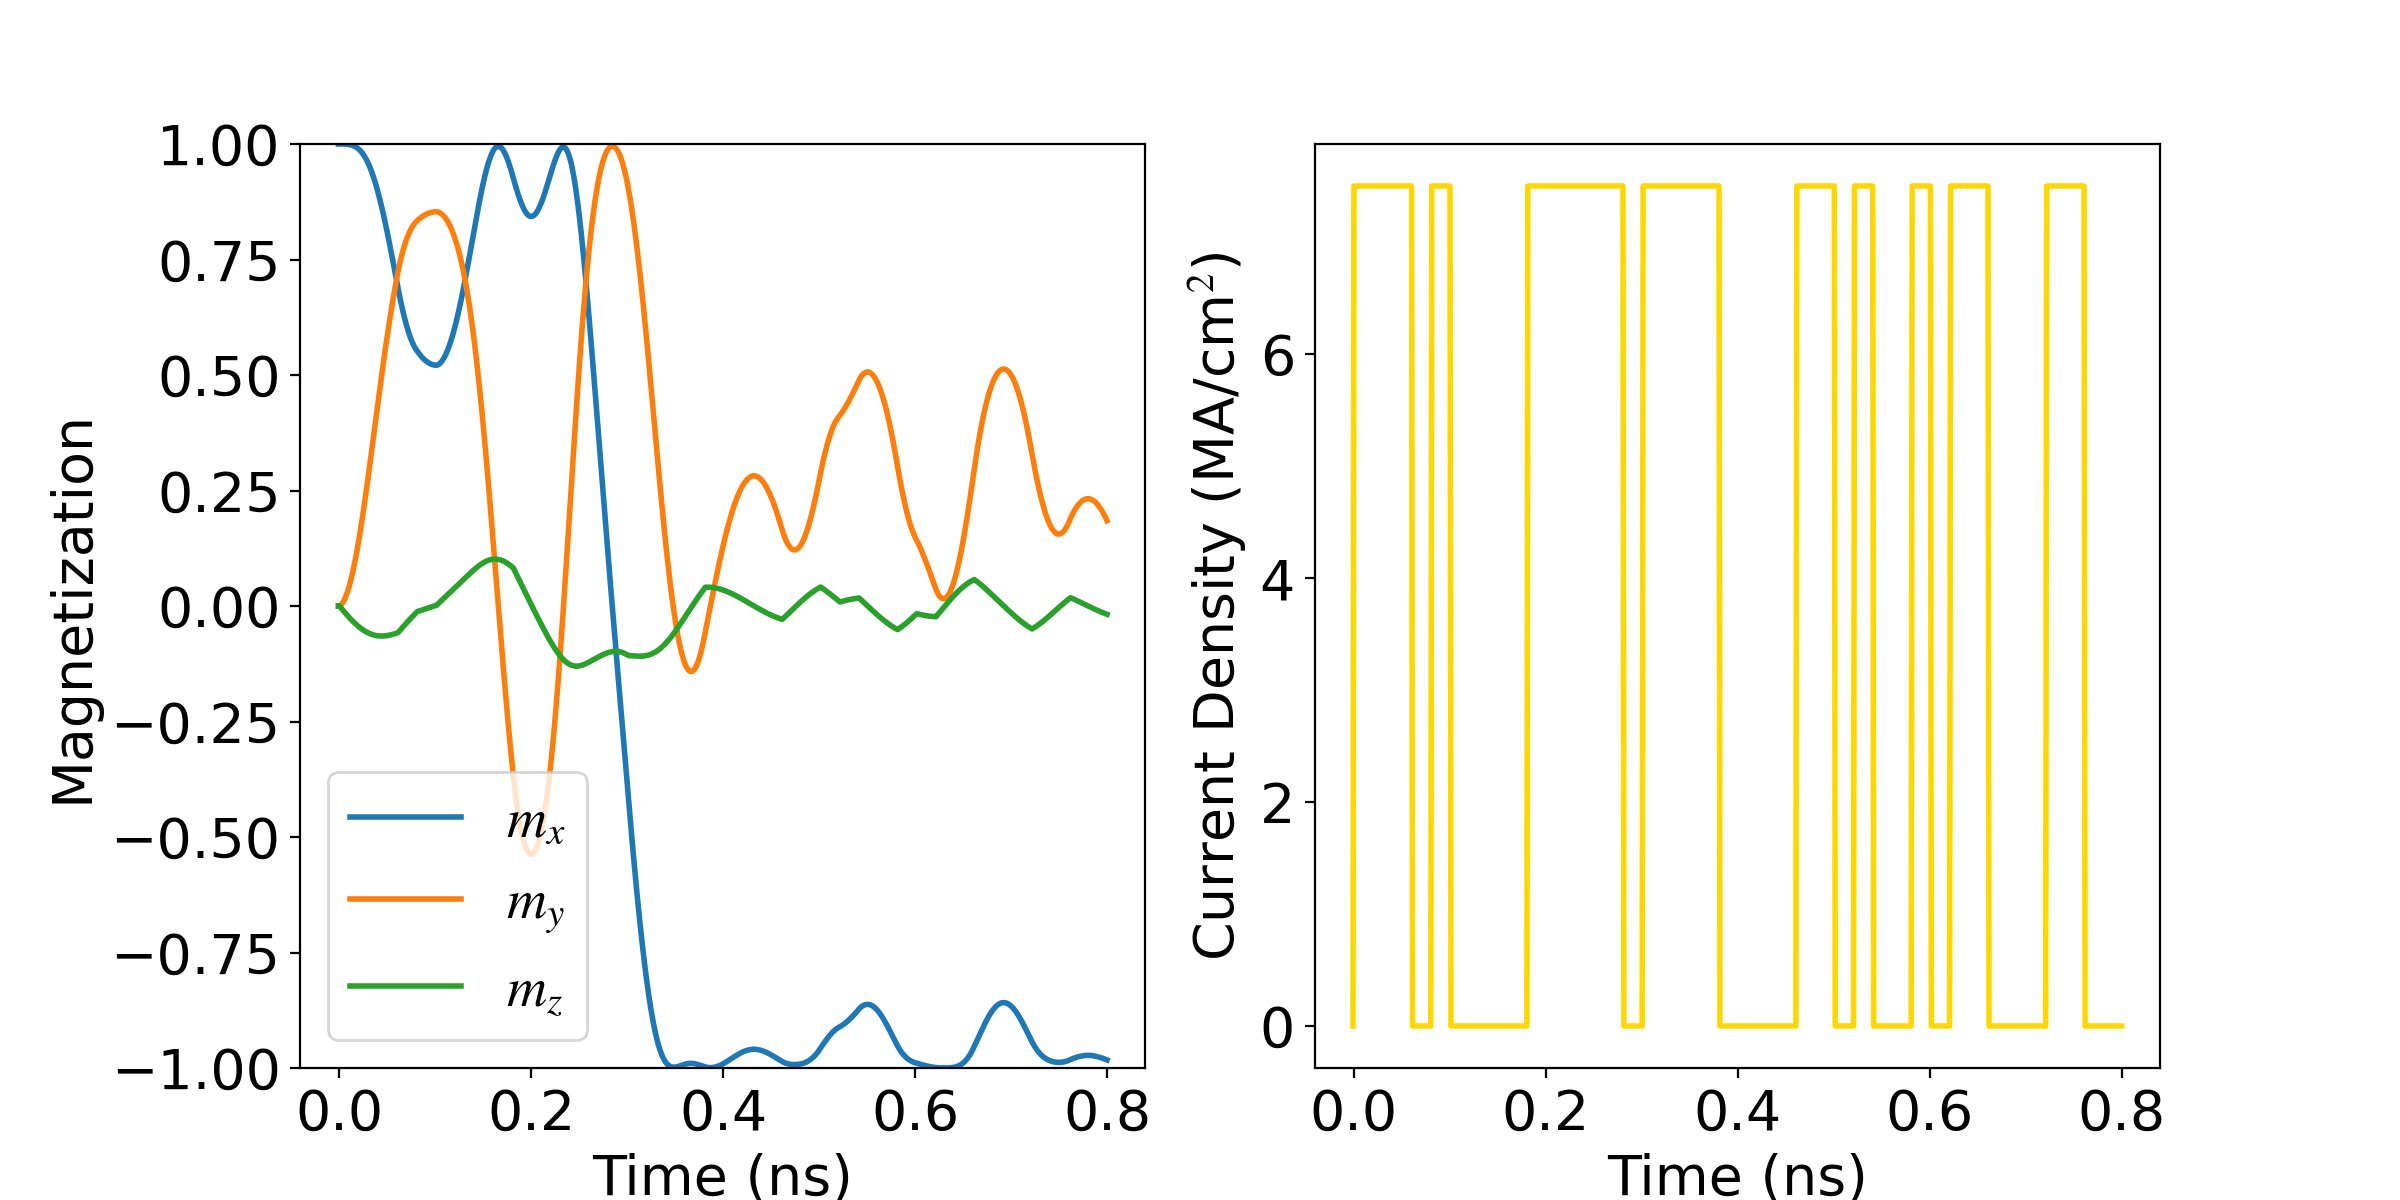 Magnetization
1.00
0.75
0.50
0.25
0.00
−0.25
−0.50
−0.75
−1.00
m_x
m_y
m_z
0.0 0.2 0.4 0.6 0.8
Time (ns)
Current Density (MA/cm²)
6
4
2
0
0.0 0.2 0.4 0.6 0.8
Time (ns)